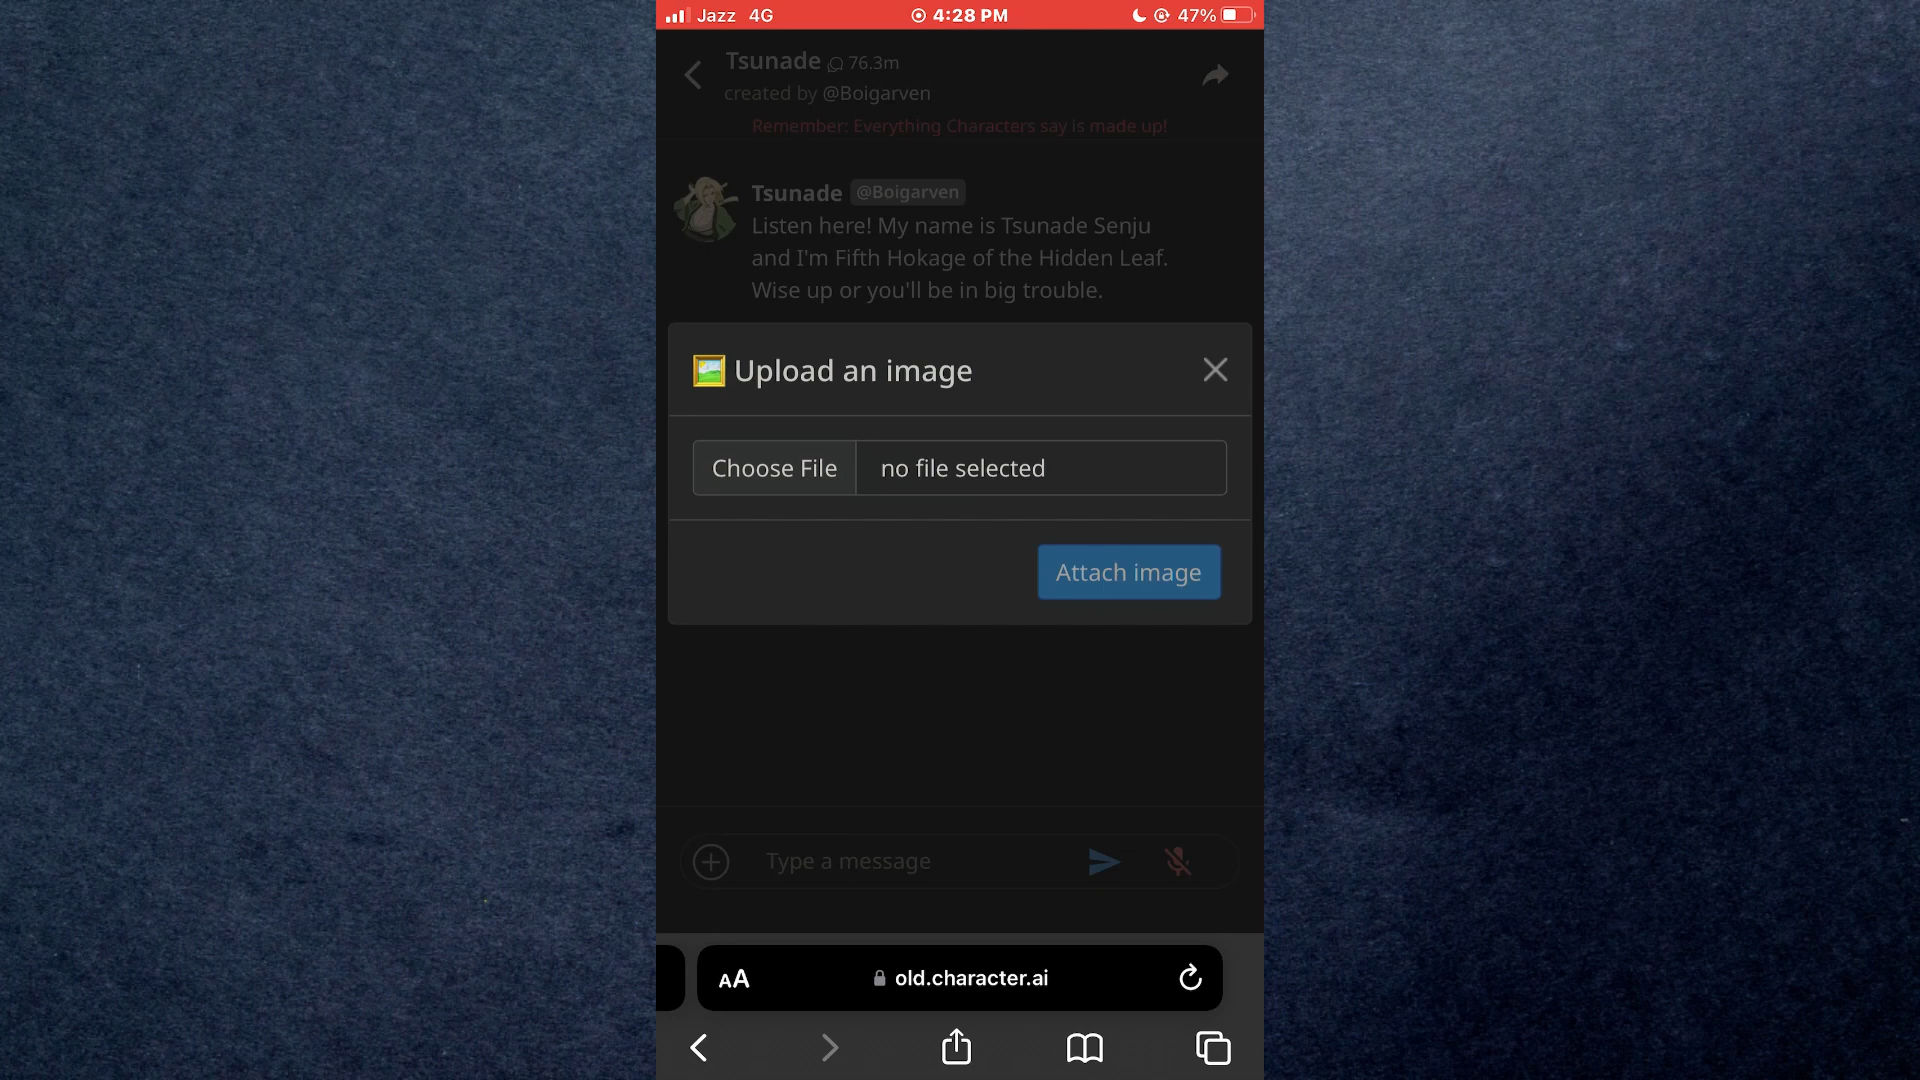 Jazz 4G 4:28 PM 47%
Tsunade 76.3m
created by @Boigarven
Remember: Everything Characters say is made up!
Tsunade @Boigarven
Listen here! My name is Tsunade Senju
and I'm Fifth Hokage of the Hidden Leaf.
Wise up or you'll be in big trouble.
Upload an image
Choose File no file selected
Attach image
Type a message
AA old.character.ai